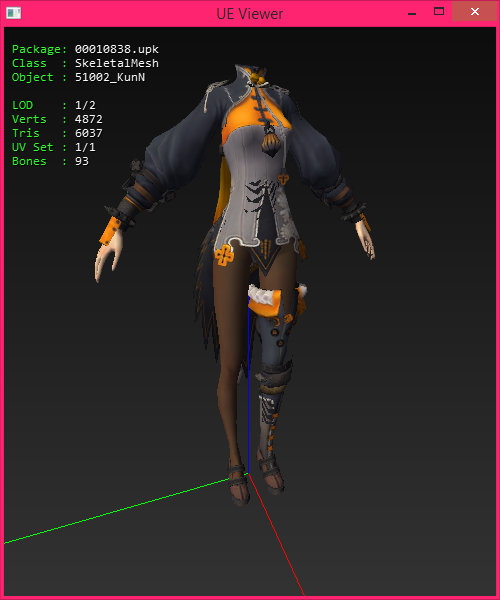 UE Viewer
Package: 00010838.upk
Class : SkeletalMesh
Object : 51002_KunN
LOD : 1/2
Verts : 4872
Tris : 6037
UV Set : 1/1
Bones : 93